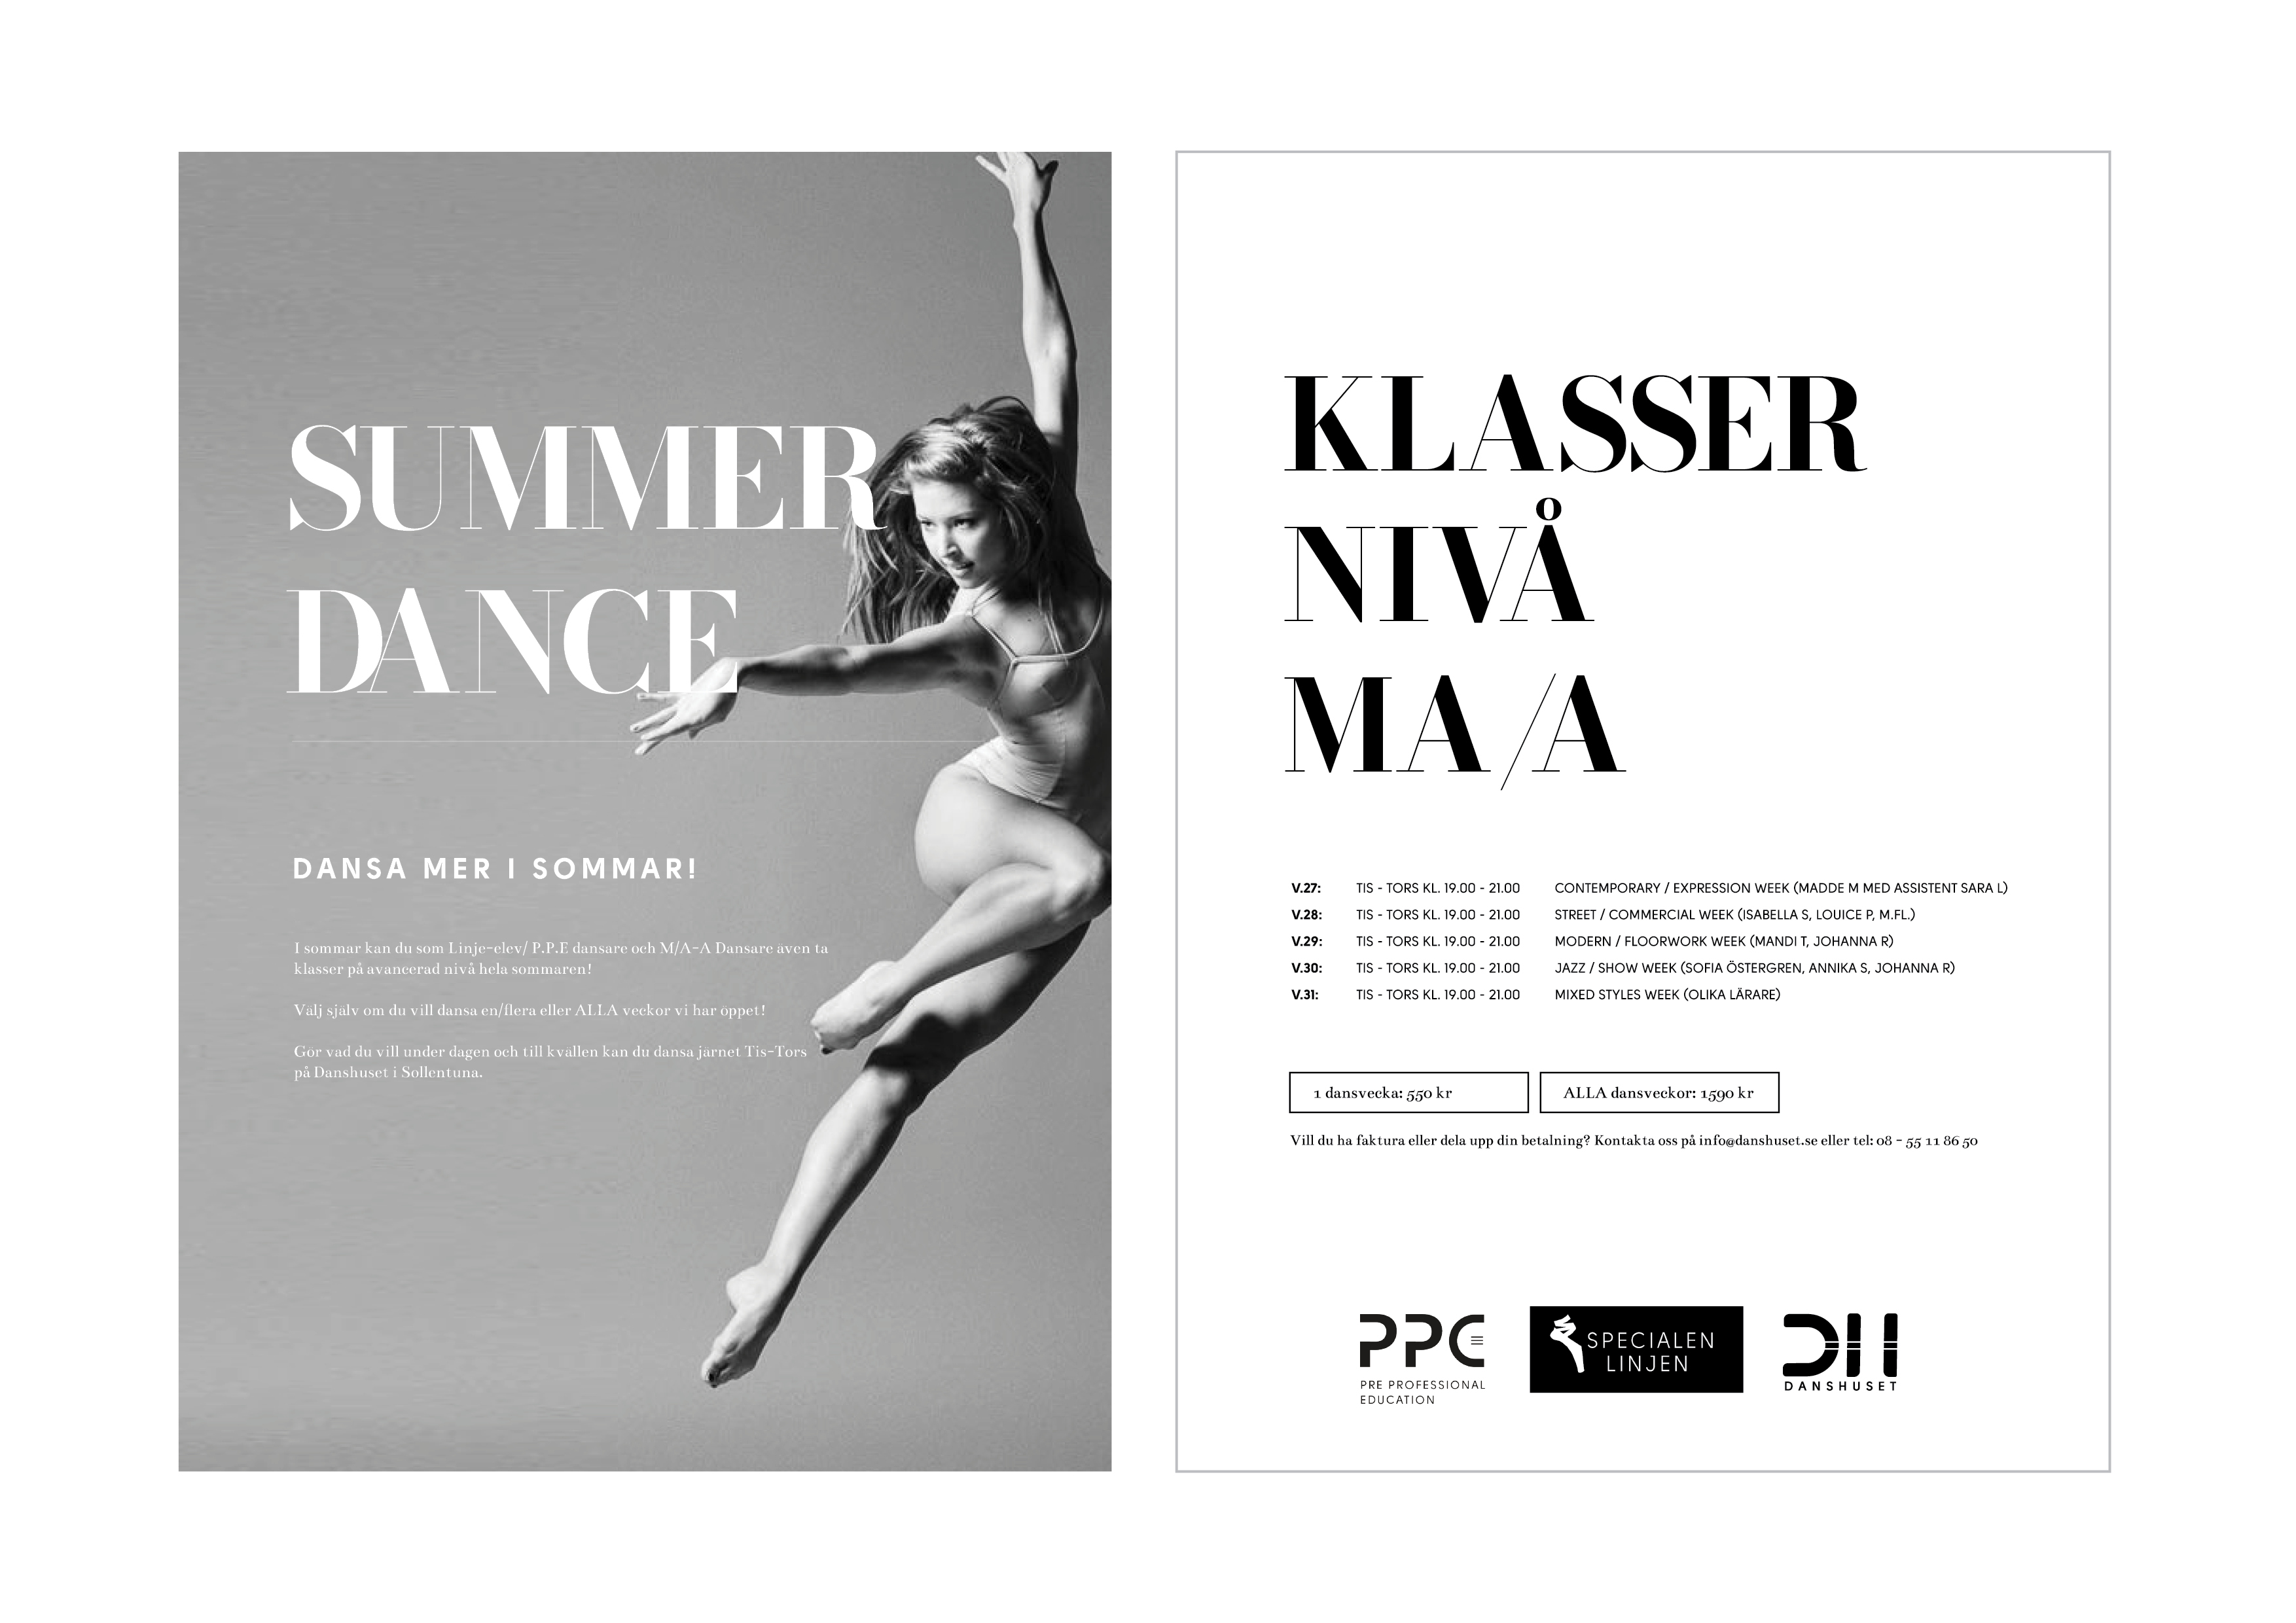 SUMMER
DANCE
DANSA MER I SOMMAR!
I sommar kan du som Linje-elev/ P.P.E dansare och M/A-A Dansare även ta
klasser på avancerad nivå hela sommaren!
Välj själv om du vill dansa en/flera eller ALLA veckor vi har öppet!
Gör vad du vill under dagen och till kvällen kan du dansa järnet Tis-Tors
på Danshuset i Sollentuna.
KLASSER
NIVÅ
MA/A
V.27: TIS - TORS KL. 19.00 - 21.00 CONTEMPORARY / EXPRESSION WEEK (MADDE M MED ASSISTENT SARA L)
V.28: TIS - TORS KL. 19.00 - 21.00 STREET / COMMERCIAL WEEK (ISABELLA S, LOUICE P, M.FL.)
V.29: TIS - TORS KL. 19.00 - 21.00 MODERN / FLOORWORK WEEK (MANDI T, JOHANNA R)
V.30: TIS - TORS KL. 19.00 - 21.00 JAZZ / SHOW WEEK (SOFIA ÖSTERGREN, ANNIKA S, JOHANNA R)
V.31: TIS - TORS KL. 19.00 - 21.00 MIXED STYLES WEEK (OLIKA LÄRARE)
1 dansvecka: 550 kr
ALLA dansveckor: 1590 kr
Vill du ha faktura eller dela upp din betalning? Kontakta oss på info@danshuset.se eller tel: 08 - 55 11 86 50
PPE
PRE PROFESSIONAL
EDUCATION
SPECIALEN
LINJEN
DH
DANSHUSET